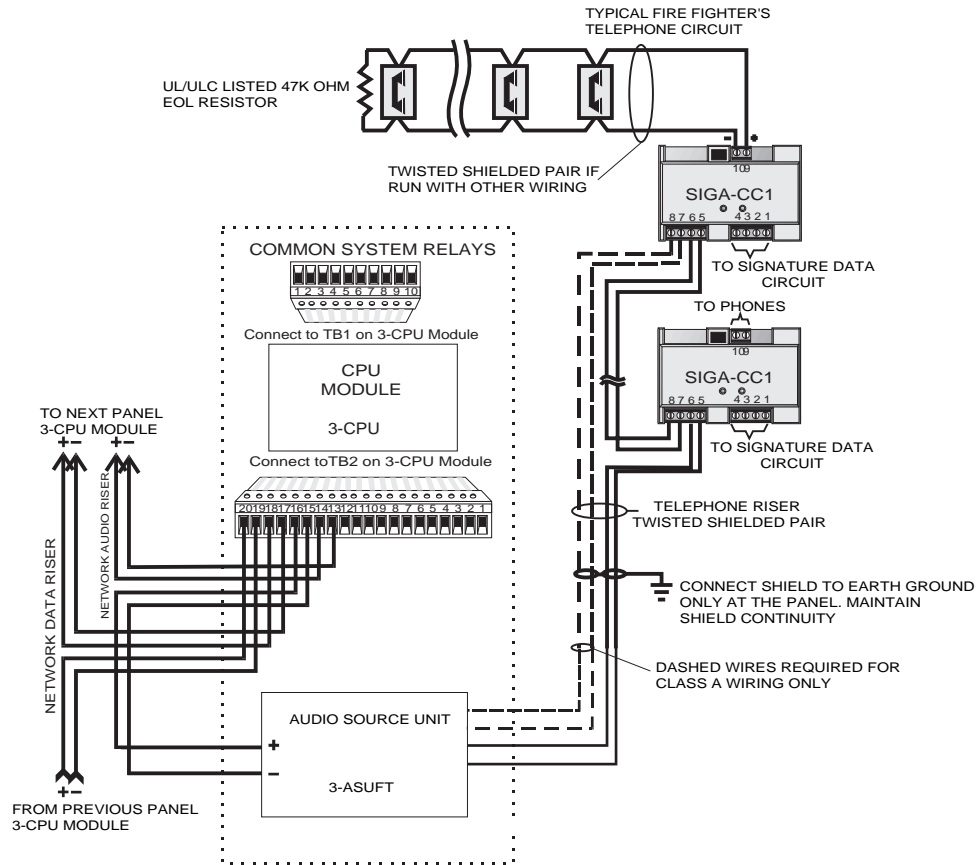 TYPICAL FIRE FIGHTER'S
TELEPHONE CIRCUIT
UL/ULC LISTED 47K OHM
EOL RESISTOR
- +
TWISTED SHIELDED PAIR IF
RUN WITH OTHER WIRING
109
SIGA-CC1
8 7 6 5 4 3 2 1
TO SIGNATURE DATA
CIRCUIT
TO PHONES
109
SIGA-CC1
8 7 6 5 4 3 2 1
TO SIGNATURE DATA
CIRCUIT
COMMON SYSTEM RELAYS
1 2 3 4 5 6 7 8 9 10
Connect to TB1 on 3-CPU Module
CPU
MODULE
3-CPU
Connect toTB2 on 3-CPU Module
20 19 18 17 16 15 14 13 12 11 10 9 8 7 6 5 4 3 2 1
TO NEXT PANEL
3-CPU MODULE
+ - + -
NETWORK DATA RISER
NETWORK AUDIO RISER
TELEPHONE RISER
TWISTED SHIELDED PAIR
CONNECT SHIELD TO EARTH GROUND
ONLY AT THE PANEL. MAINTAIN
SHIELD CONTINUITY
DASHED WIRES REQUIRED FOR
CLASS A WIRING ONLY
AUDIO SOURCE UNIT
+
-
3-ASUFT
+ -
FROM PREVIOUS PANEL
3-CPU MODULE